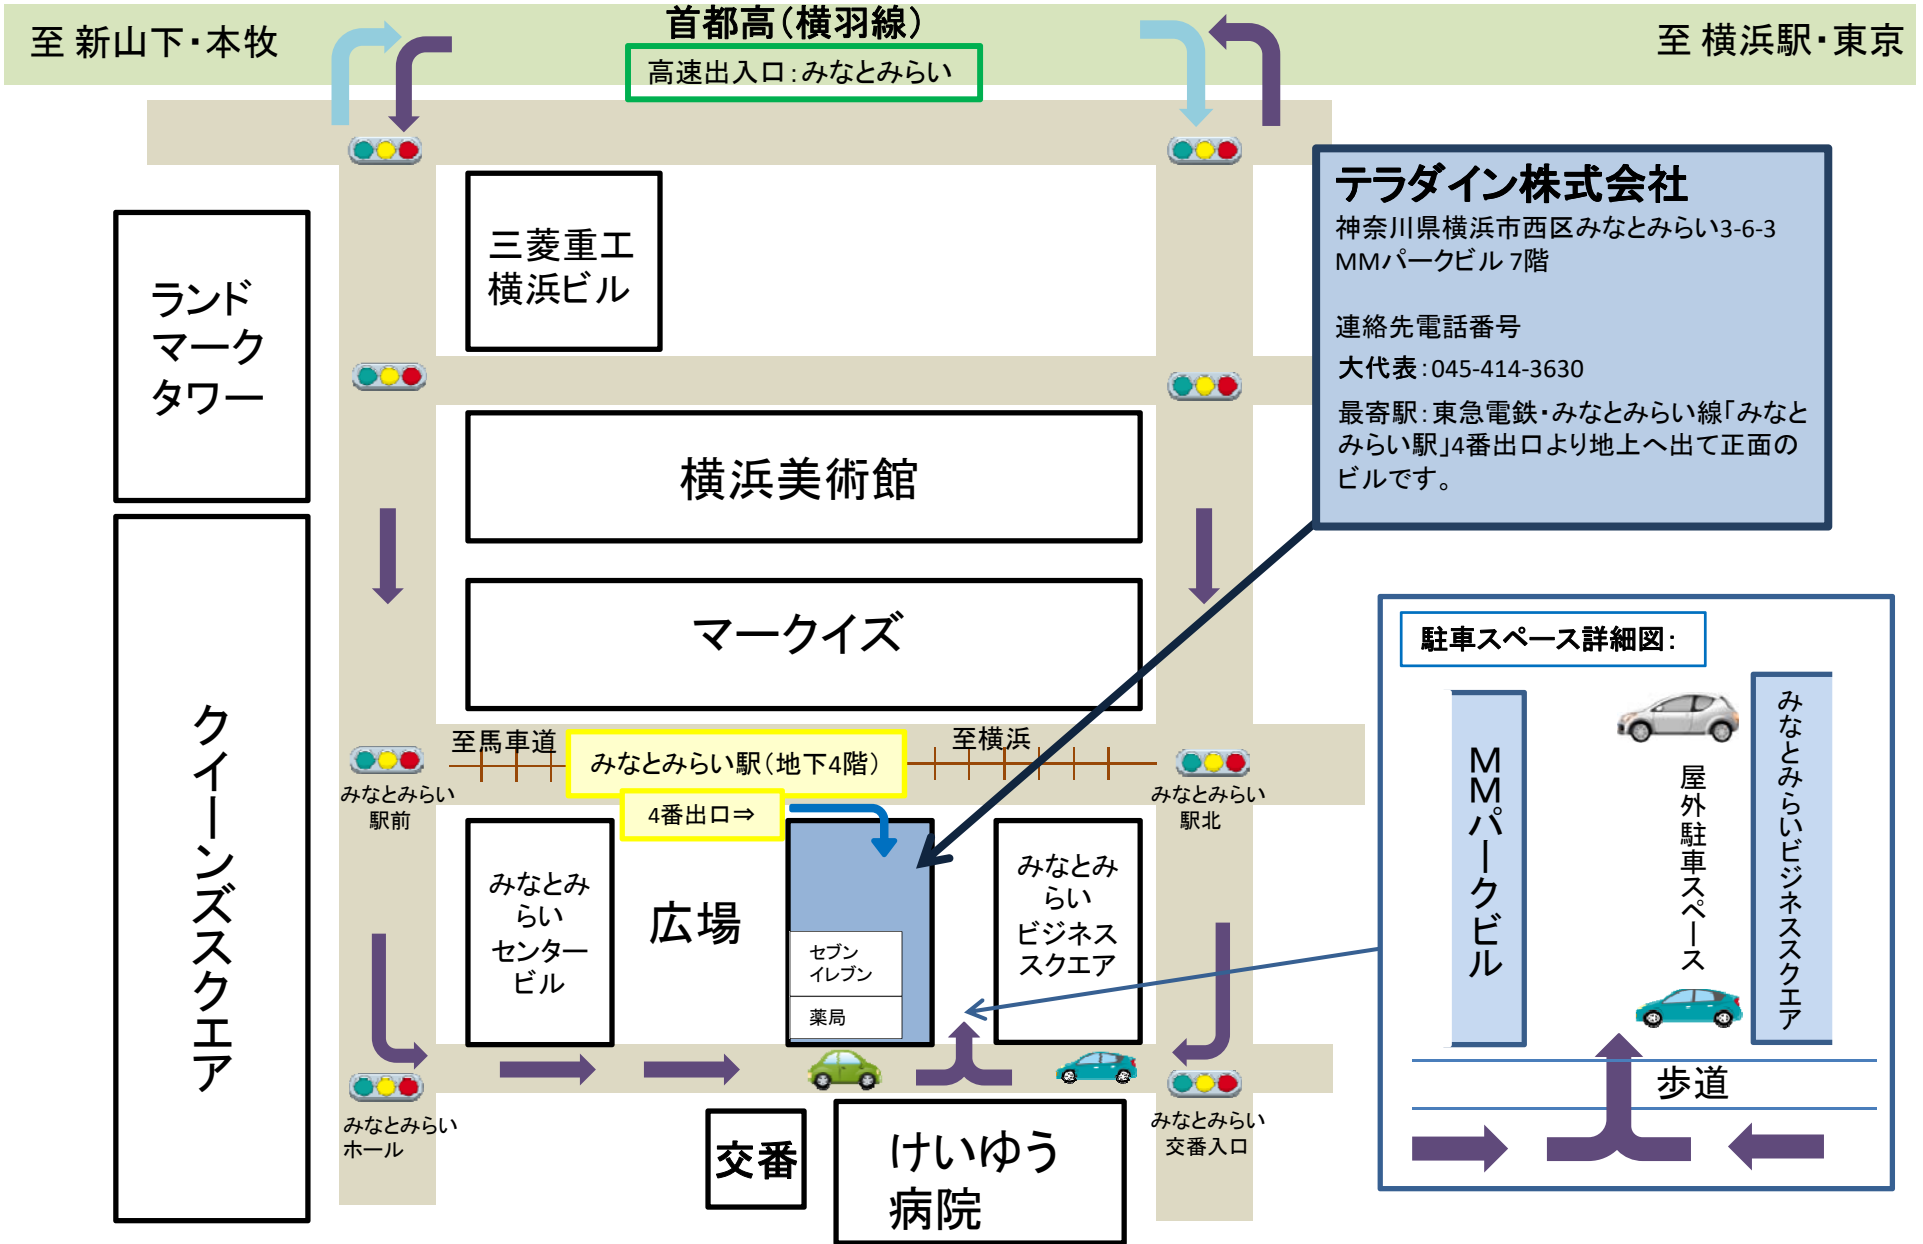 至 新山下・本牧
首都高（横羽線）
至 横浜駅・東京
高速出入口：みなとみらい
テラダイン株式会社
神奈川県横浜市西区みなとみらい3-6-3
MMパークビル 7階
連絡先電話番号
大代表：045-414-3630
最寄駅：東急電鉄・みなとみらい線「みなと
みらい駅」4番出口より地上へ出て正面の
ビルです。
三菱重工
横浜ビル
ランド
マーク
タワー
横浜美術館
マークイズ
クイーンズスクエア
至馬車道
みなとみらい駅（地下4階）
至横浜
4番出口⇒
みなとみらい
駅前
みなとみらい
駅北
みなとみ
らい
センター
ビル
広場
セブン
イレブン
薬局
みなとみ
らい
ビジネス
スクエア
みなとみらい
ホール
交番
けいゆう
病院
みなとみらい
交番入口
駐車スペース詳細図：
MMパークビル
屋外駐車スペース
みなとみらいビジネススクエア
歩道